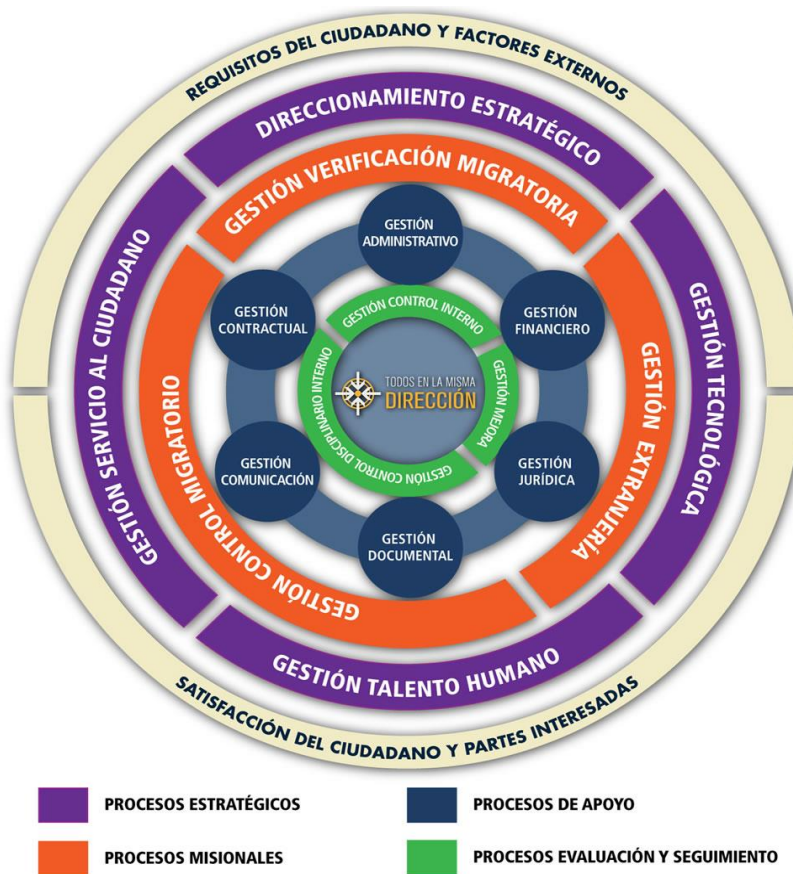 REQUISITOS DEL CIUDADANO Y FACTORES EXTERNOS
DIRECCIONAMIENTO ESTRATÉGICO
GESTIÓN VERIFICACIÓN MIGRATORIA
GESTIÓN
ADMINISTRATIVO
GESTIÓN
CONTRACTUAL
GESTIÓN
FINANCIERO
GESTIÓN CONTROL INTERNO
GESTIÓN SERVICIO AL CIUDADANO
GESTIÓN CONTROL MIGRATORIO
GESTIÓN CONTROL DISCIPLINARIO INTERNO
TODOS EN LA MISMA
DIRECCIÓN
GESTIÓN MEJORA
GESTIÓN EXTRANJERÍA
GESTIÓN TECNOLÓGICA
GESTIÓN
COMUNICACIÓN
GESTIÓN
JURÍDICA
GESTIÓN
DOCUMENTAL
GESTIÓN TALENTO HUMANO
SATISFACCIÓN DEL CIUDADANO Y PARTES INTERESADAS
PROCESOS ESTRATÉGICOS
PROCESOS DE APOYO
PROCESOS MISIONALES
PROCESOS EVALUACIÓN Y SEGUIMIENTO